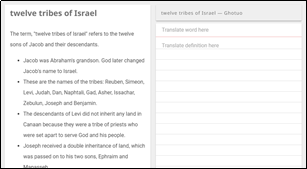 twelve tribes of Israel
The term, "twelve tribes of Israel" refers to the twelve
sons of Jacob and their descendants.
• Jacob was Abraham's grandson. God later changed
Jacob's name to Israel.
• These are the names of the tribes: Reuben, Simeon,
Levi, Judah, Dan, Naphtali, Gad, Asher, Issachar,
Zebulun, Joseph and Benjamin.
• The descendants of Levi did not inherit any land in
Canaan because they were a tribe of priests who
were set apart to serve God and his people.
• Joseph received a double inheritance of land, which
was passed on to his two sons, Ephraim and
Manasseh.
twelve tribes of Israel —
Translate word here
Translate definition here